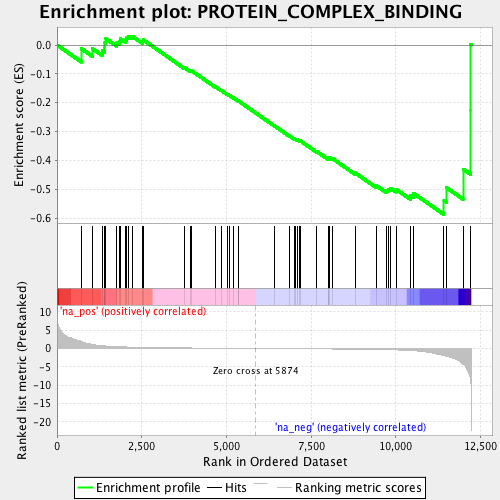 Enrichment plot: PROTEIN_COMPLEX_BINDING
Enrichment score (ES)
0.0
-0.1
-0.2
-0.3
-0.4
-0.5
-0.6
'na_pos' (positively correlated)
Ranked list metric (PreRanked)
10
5
0
-5
-10
-15
-20
Zero cross at 5874
'na_neg' (negatively correlated)
0
2,500
5,000
7,500
10,000
12,500
Rank in Ordered Dataset
Enrichment profile
Hits
Ranking metric scores